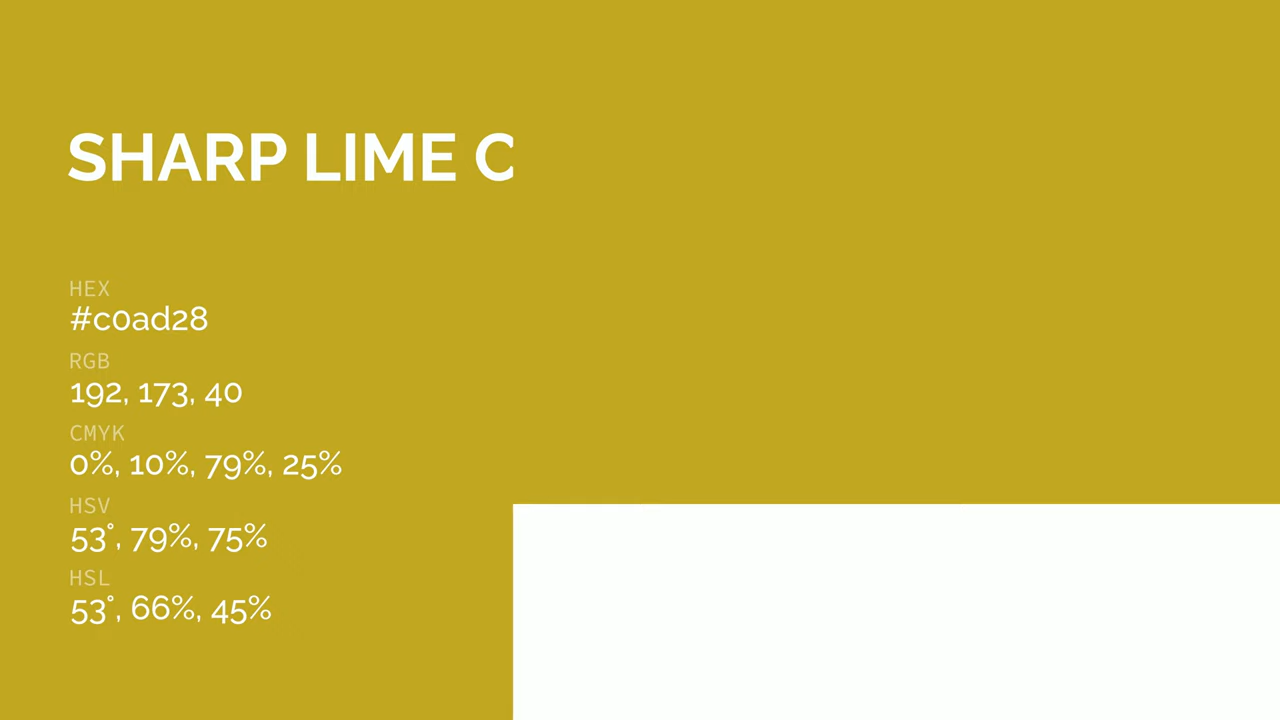 SHARP LIME C
HEX
#c0ad28
RGB
192, 173, 40
CMYK
0%, 10%, 79%, 25%
HSV
53°, 79%, 75%
HSL
53°, 66%, 45%